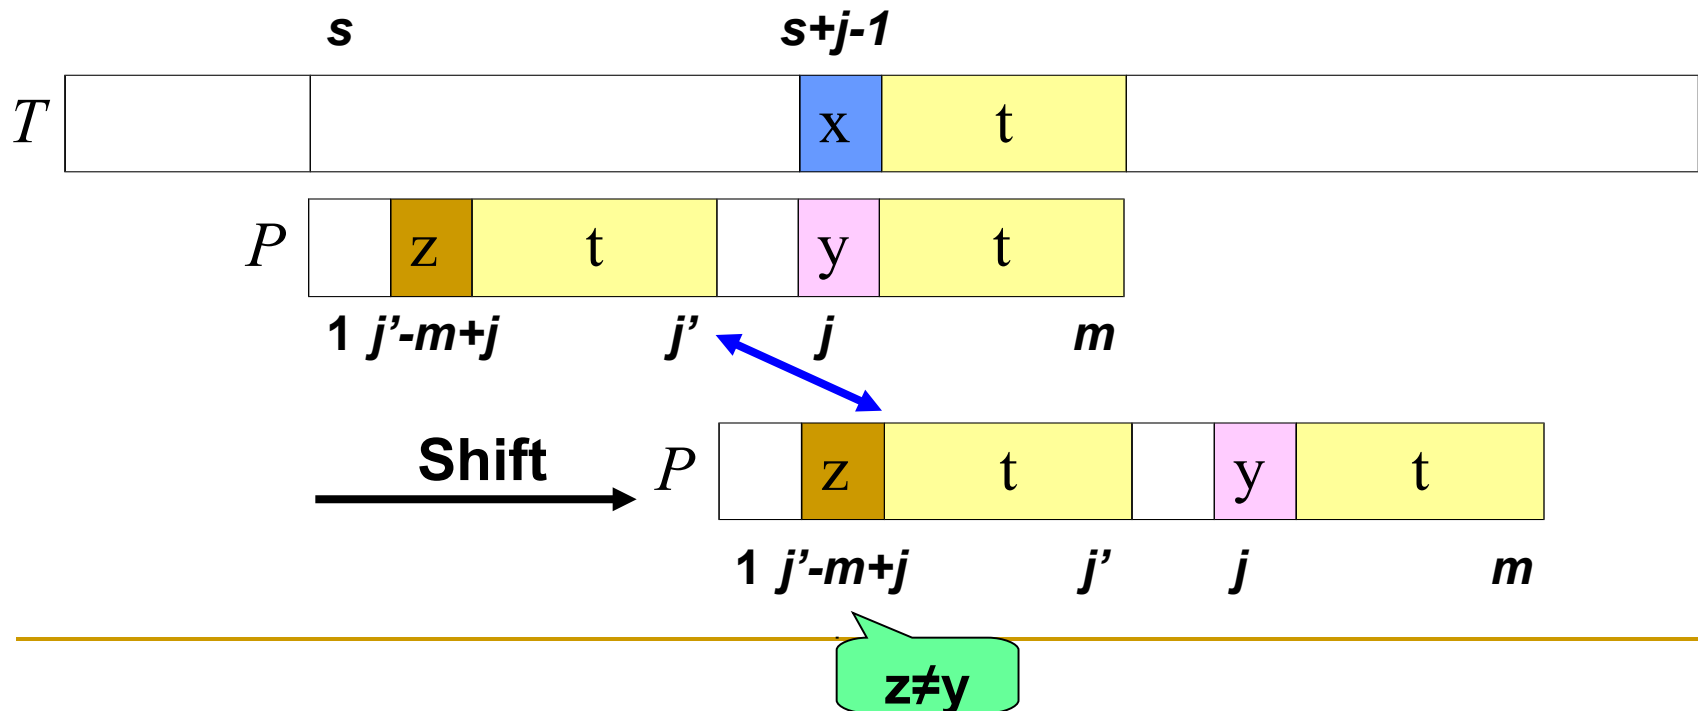 s s+j-1
T x t
P z t y t
1 j’-m+j j’ j m
Shift P z t y t
1 j’-m+j j’ j m
z≠y